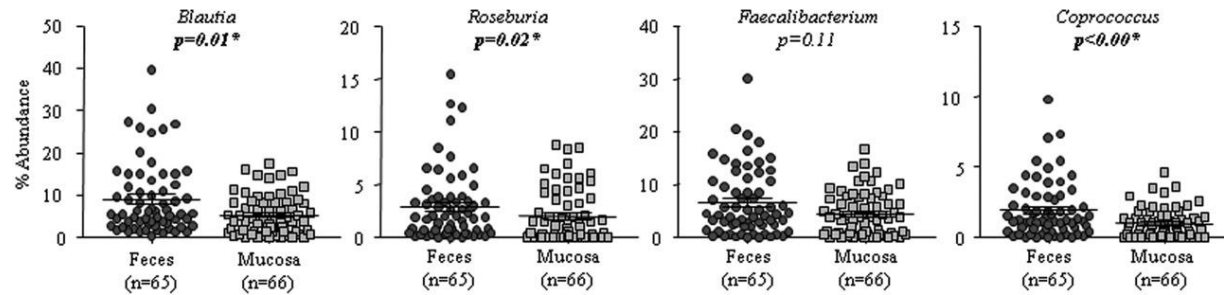 Blautia
p=0.01*
50
40
30
20
10
0
% Abundance
Feces
(n=65)
Mucosa
(n=66)
Roseburia
p=0.02*
20
15
10
5
0
Feces
(n=65)
Mucosa
(n=66)
Faecalibacterium
p=0.11
40
30
20
10
0
Feces
(n=65)
Mucosa
(n=66)
Coprococcus
p<0.00*
15
10
5
0
Feces
(n=65)
Mucosa
(n=66)